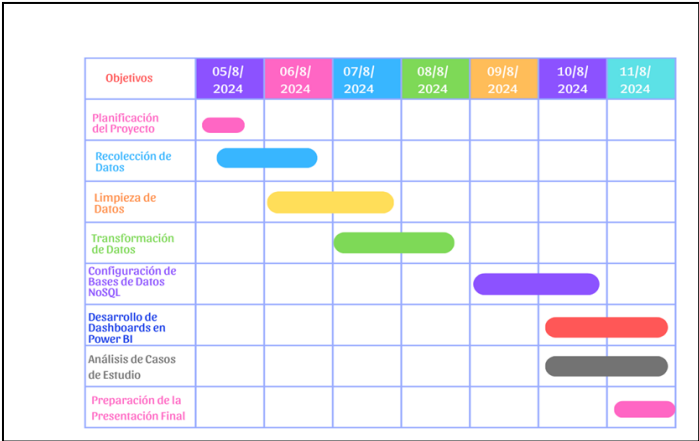 Objetivos
05/8/
2024
06/8/
2024
07/8/
2024
08/8/
2024
09/8/
2024
10/8/
2024
11/8/
2024
Planificación
del Proyecto
Recolección de
Datos
Limpieza de
Datos
Transformación
de Datos
Configuración de
Bases de Datos
NoSQL
Desarrollo de
Dashboards en
Power BI
Análisis de Casos
de Estudio
Preparación de la
Presentación Final